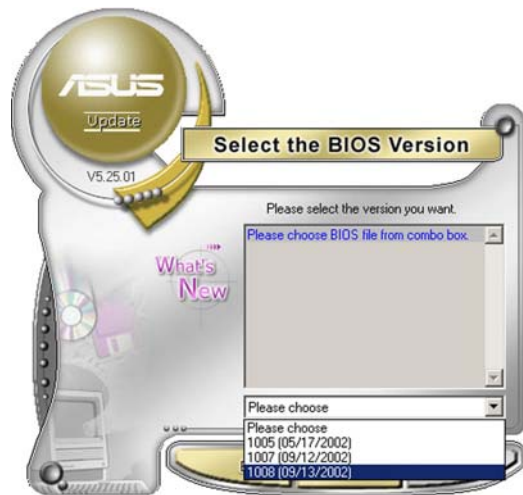 ASUS
Update
V5.25.01
Select the BIOS Version
Please select the version you want.
Please choose BIOS file from combo box.
What's
New
Please choose
Please choose
1005 (05/17/2002)
1007 (09/12/2002)
1008 (09/13/2002)